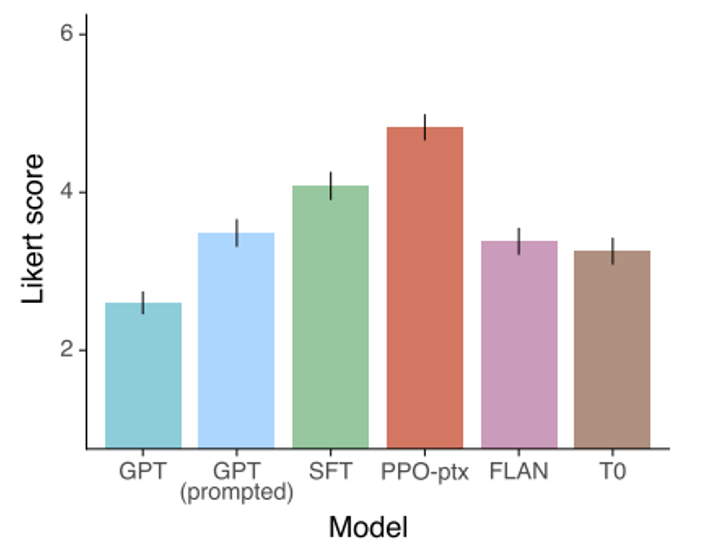 6
4
2
Likert score
GPT GPT SFT PPO-ptx FLAN T0
(prompted)
Model